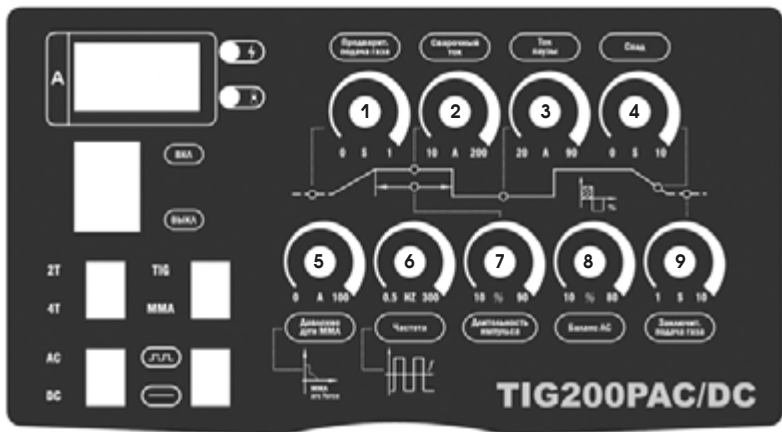 Предварит.
подача газа
Сварочный
ток
Ток
паузы
Спад
A
1
2
3
4
0 S 1
10 A 200
20 A 90
0 S 10
ВКЛ
ВЫКЛ
%
5
6
7
8
9
2T TIG
4T MMA
0 A 100
0.5 HZ 300
10 % 90
10 % 80
1 S 10
Давление
дуги ММА
Частота
Длительность
импульса
Баланс AC
Заключит.
подача газа
AC
DC
f
MMA
arc force
TIG200PAC/DC